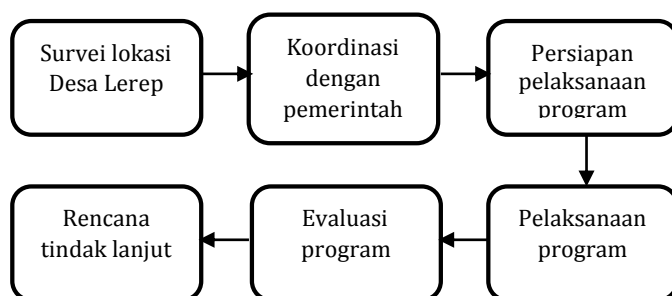 Survei lokasi
Desa Lerep
Koordinasi
dengan
pemerintah
Persiapan
pelaksanaan
program
Pelaksanaan
program
Evaluasi
program
Rencana
tindak lanjut